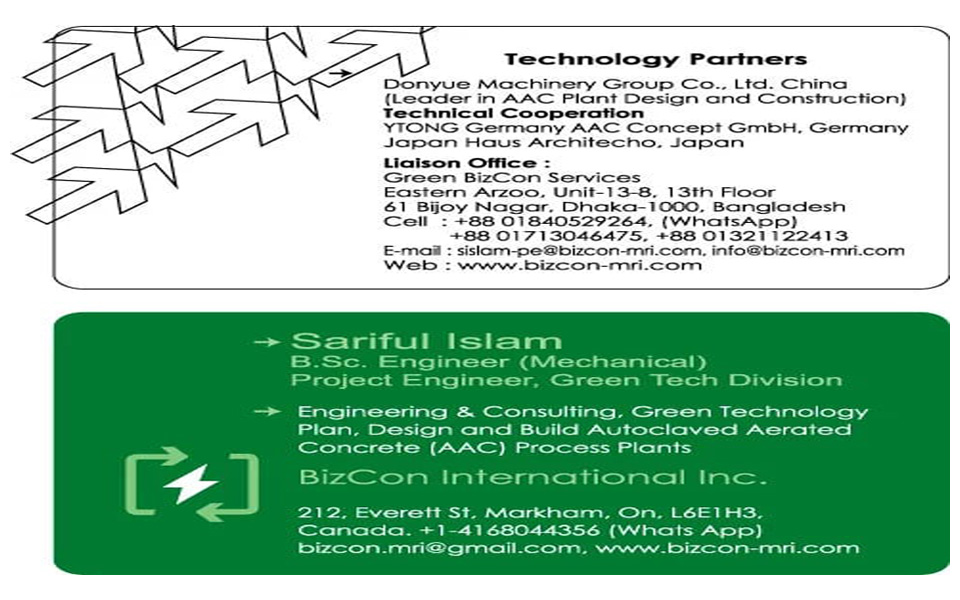 Technology Partners
Donyue Machinery Group Co., Ltd. China
(Leader in AAC Plant Design and Construction)
Technical Cooperation
YTONG Germany AAC Concept GmbH, Germany
Japan Haus Architecho, Japan
Liaison Office :
Green BizCon Services
Eastern Arzoo, Unit-13-8, 13th Floor
61 Bijoy Nagar, Dhaka-1000, Bangladesh
Cell : +88 01840529264, (WhatsApp)
+88 01713046475, +88 01321122413
E-mail : sislam-pe@bizcon-mri.com, info@bizcon-mri.com
Web : www.bizcon-mri.com
Sariful Islam
B.Sc. Engineer (Mechanical)
Project Engineer, Green Tech Division
Engineering & Consulting, Green Technology
Plan, Design and Build Autoclaved Aerated
Concrete (AAC) Process Plants
BizCon International Inc.
212, Everett St, Markham, On, L6E1H3,
Canada. +1-4168044356 (Whats App)
bizcon.mri@gmail.com, www.bizcon-mri.com